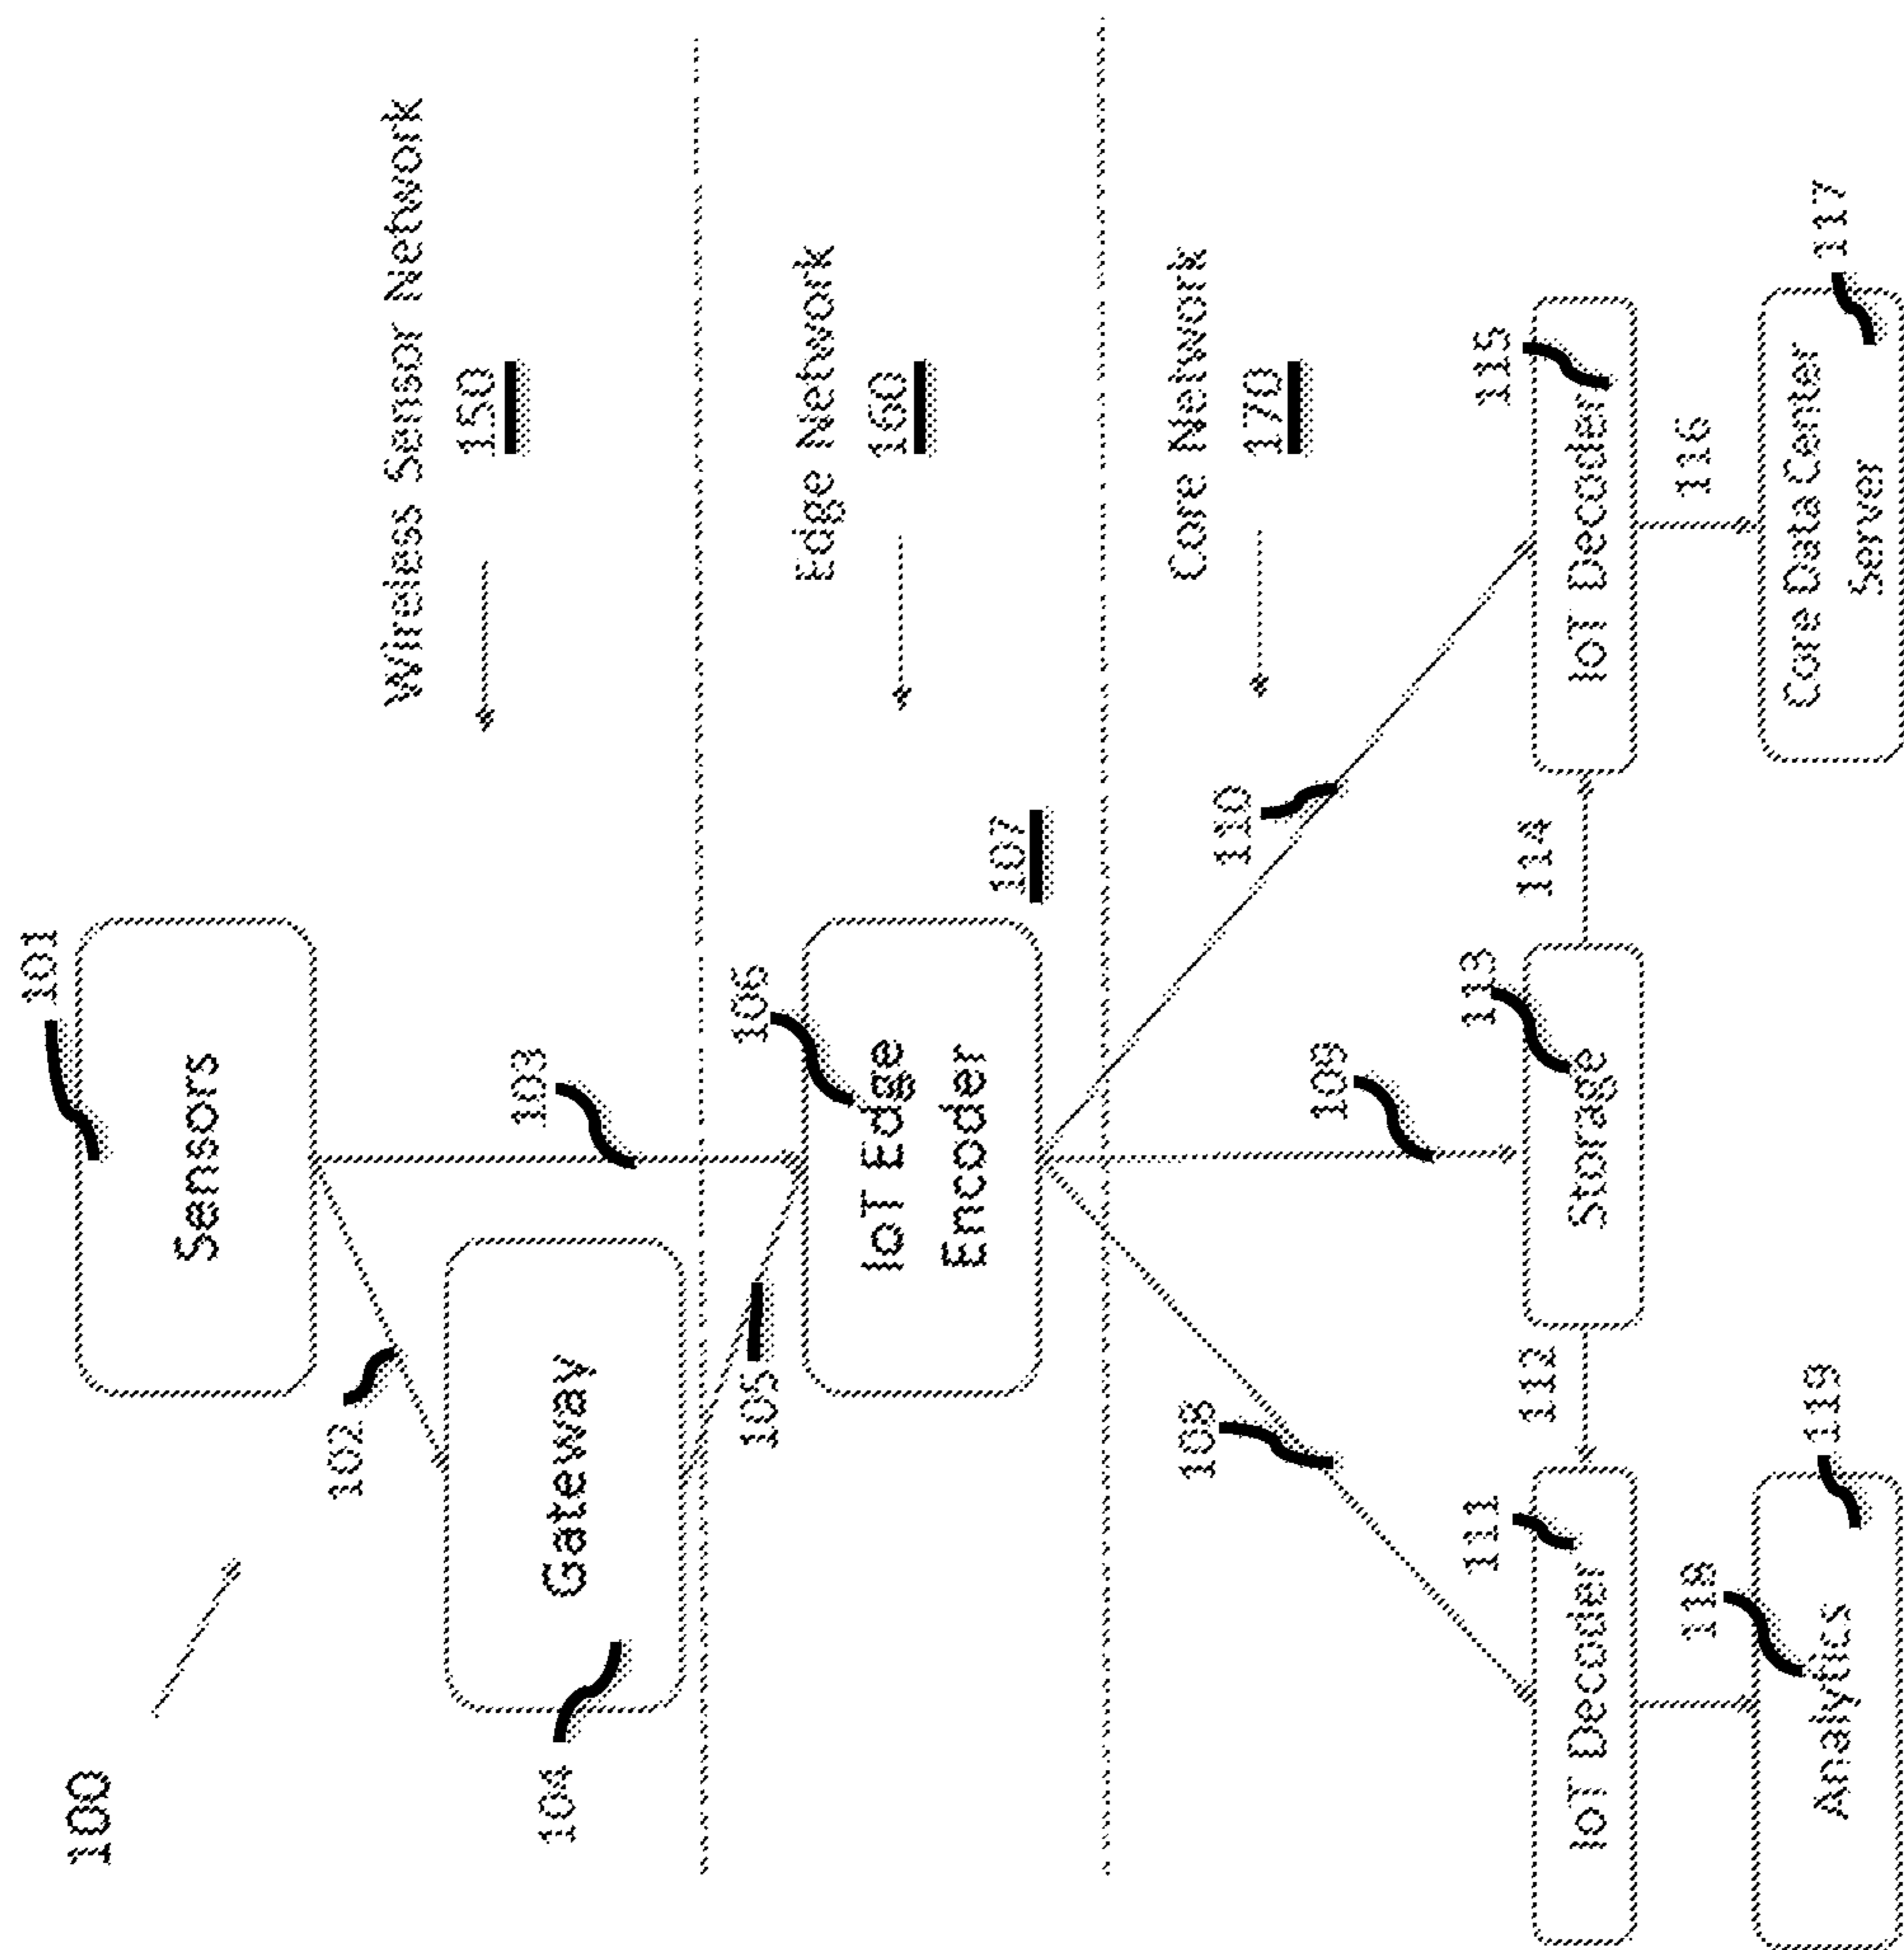 100
101
Sensors
Wireless Sensor Network
150
102
103
104
Gateway
105
106
IoT Edge
Encoder
107
Edge Network
160
Core Network
170
108
109
110
111
IoT Decoder
112
113
Storage
114
115
IoT Decoder
116
117
Core Data Center
Server
118
119
Analytics